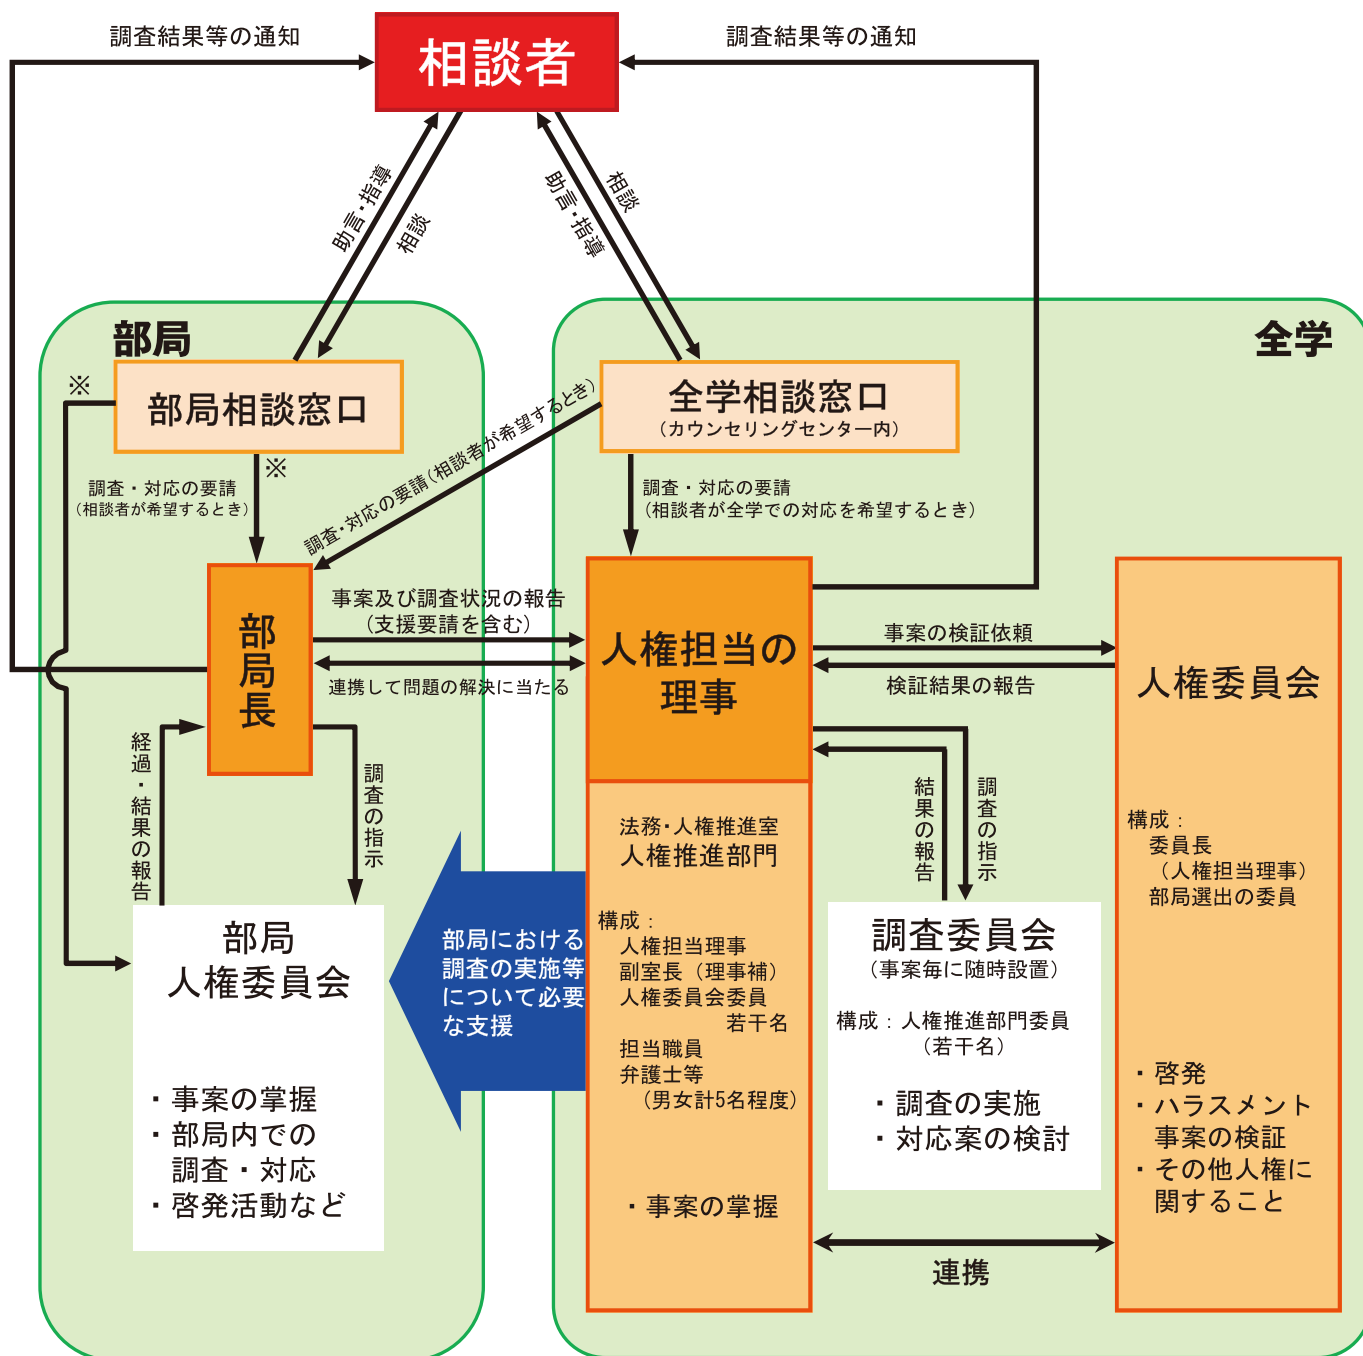 調査結果等の通知
調査結果等の通知
相談者
助言・指導
相談
助言・指導
相談
部局
全学
※
部局相談窓口
全学相談窓口
（カウンセリングセンター内）
※
調査・対応の要請
（相談者が希望するとき）
調査・対応の要請（相談者が希望するとき）
調査・対応の要請
（相談者が全学での対応を希望するとき）
部局長
事案及び調査状況の報告
（支援要請を含む）
連携して問題の解決に当たる
人権担当の
理事
事案の検証依頼
検証結果の報告
人権委員会
経過・結果の報告
調査の指示
結果の報告
調査の指示
法務・人権推進室
人権推進部門
構成：
人権担当理事
副室長（理事補）
人権委員会委員
若干名
担当職員
弁護士等
（男女計5名程度）
・事案の掌握
構成：
委員長
（人権担当理事）
部局選出の委員
部局
人権委員会
・事案の掌握
・部局内での
調査・対応
・啓発活動など
部局における
調査の実施等
について必要
な支援
調査委員会
（事案毎に随時設置）
構成：人権推進部門委員
（若干名）
・調査の実施
・対応案の検討
・啓発
・ハラスメント
事案の検証
・その他人権に
関すること
連携